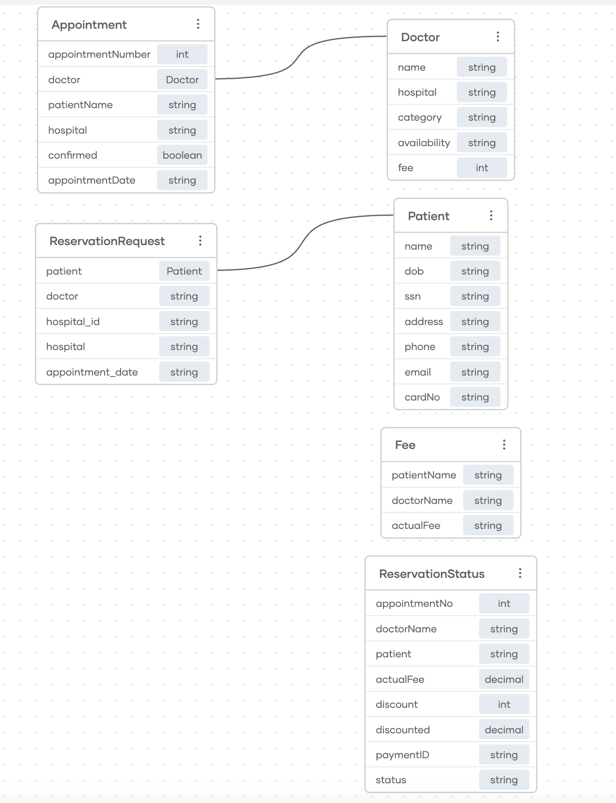 Appointment
appointmentNumber int
doctor Doctor
patientName string
hospital string
confirmed boolean
appointmentDate string
Doctor
name string
hospital string
category string
availability string
fee int
ReservationRequest
patient Patient
doctor string
hospital_id string
hospital string
appointment_date string
Patient
name string
dob string
ssn string
address string
phone string
email string
cardNo string
Fee
patientName string
doctorName string
actualFee string
ReservationStatus
appointmentNo int
doctorName string
patient string
actualFee decimal
discount int
discounted decimal
paymentID string
status string